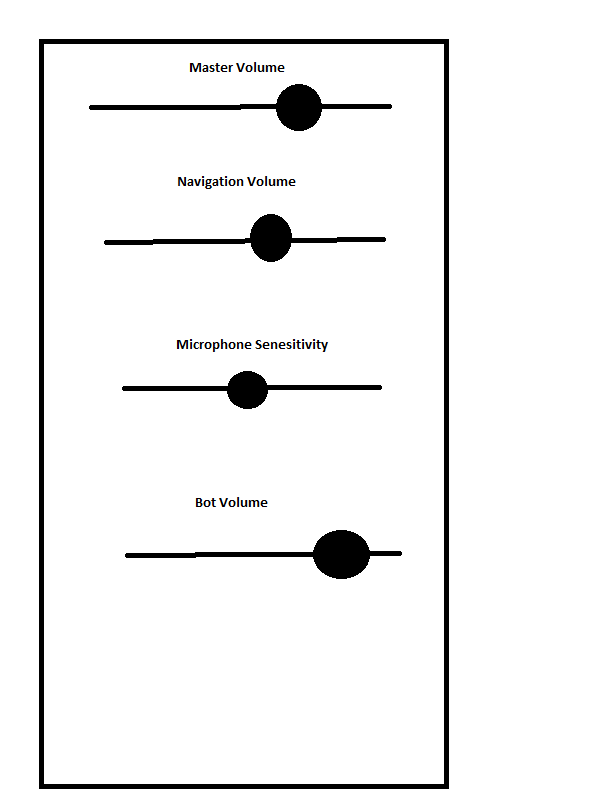 Master Volume
Navigation Volume
Microphone Senesitivity
Bot Volume